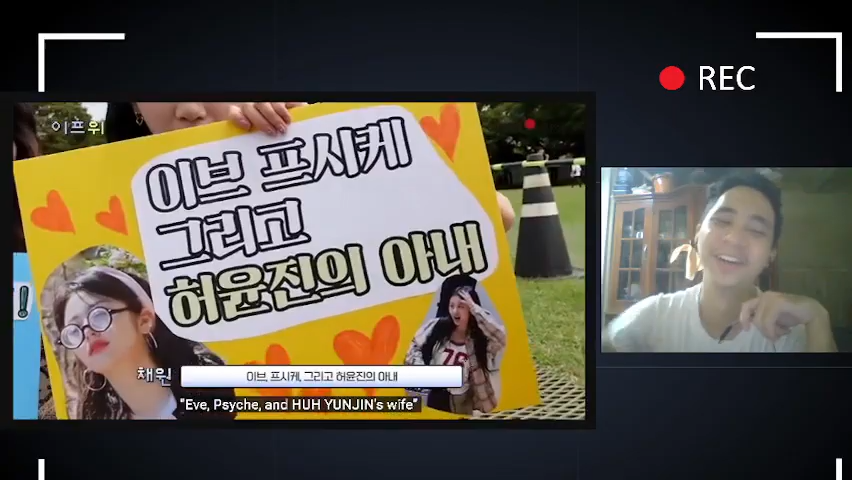 REC
이프위
이브 프시케
그리고
허윤진의 아내
!
76
채원
이브, 프시케, 그리고 허윤진의 아내
"Eve, Psyche, and HUH YUNJIN's wife"